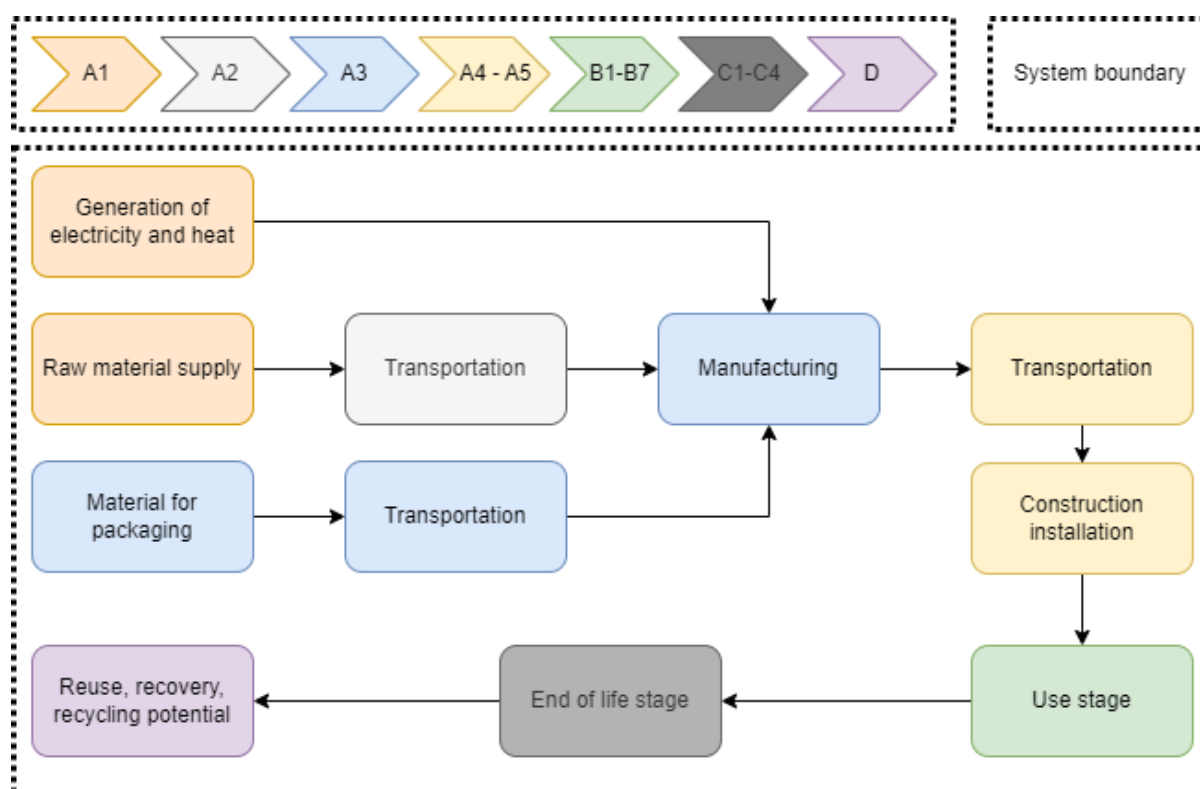 A1
A2
A3
A4 - A5
B1-B7
C1-C4
D
System boundary
Generation of
electricity and heat
Raw material supply
Transportation
Manufacturing
Transportation
Material for
packaging
Transportation
Construction
installation
Reuse, recovery,
recycling potential
End of life stage
Use stage